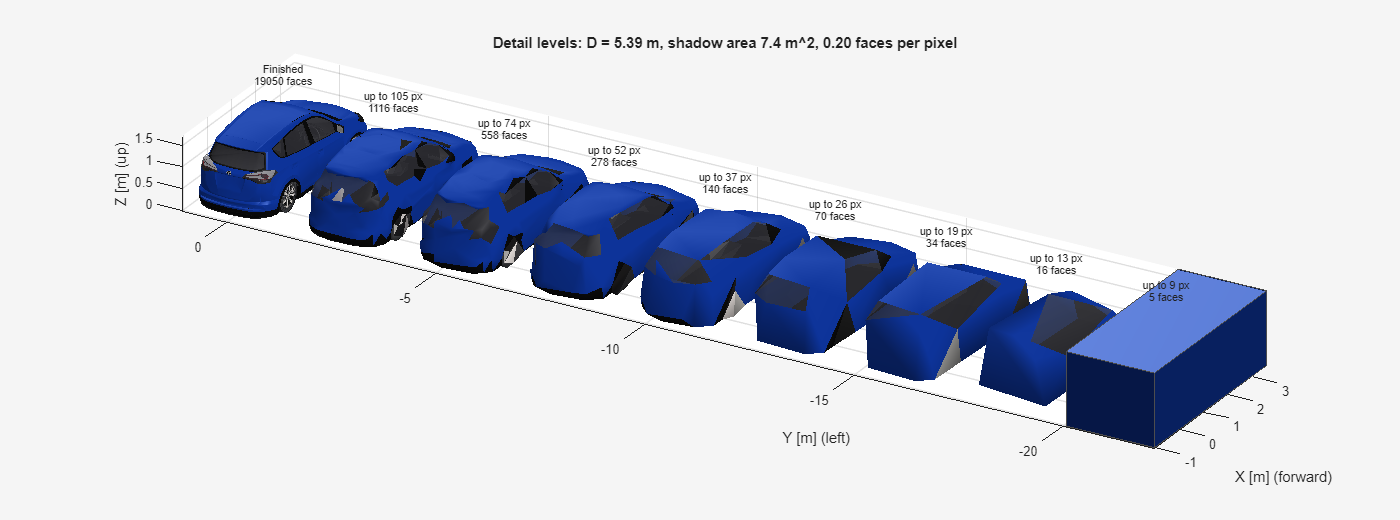 Detail levels: D = 5.39 m, shadow area 7.4 m^2, 0.20 faces per pixel
Finished
19050 faces
up to 105 px
1116 faces
up to 74 px
558 faces
up to 52 px
278 faces
up to 37 px
140 faces
up to 26 px
70 faces
up to 19 px
34 faces
up to 13 px
16 faces
up to 9 px
5 faces
Z [m] (up)
1.5
1
0.5
0
0
-5
-10
-15
-20
Y [m] (left)
3
2
1
0
-1
X [m] (forward)